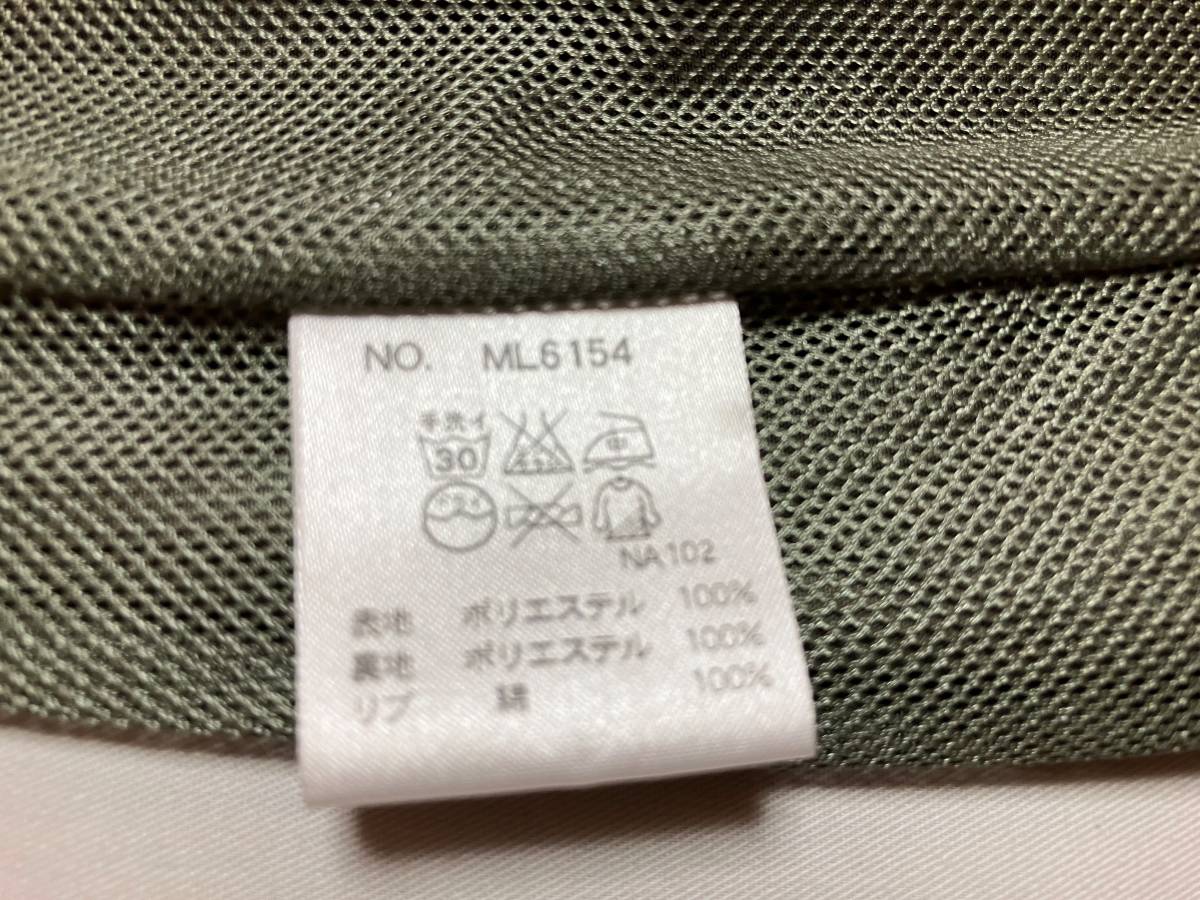 NO. ML6154
手洗イ
30 中
NA102
表地 ポリエステル 100%
裏地 ポリエステル 100%
リブ 綿 100%